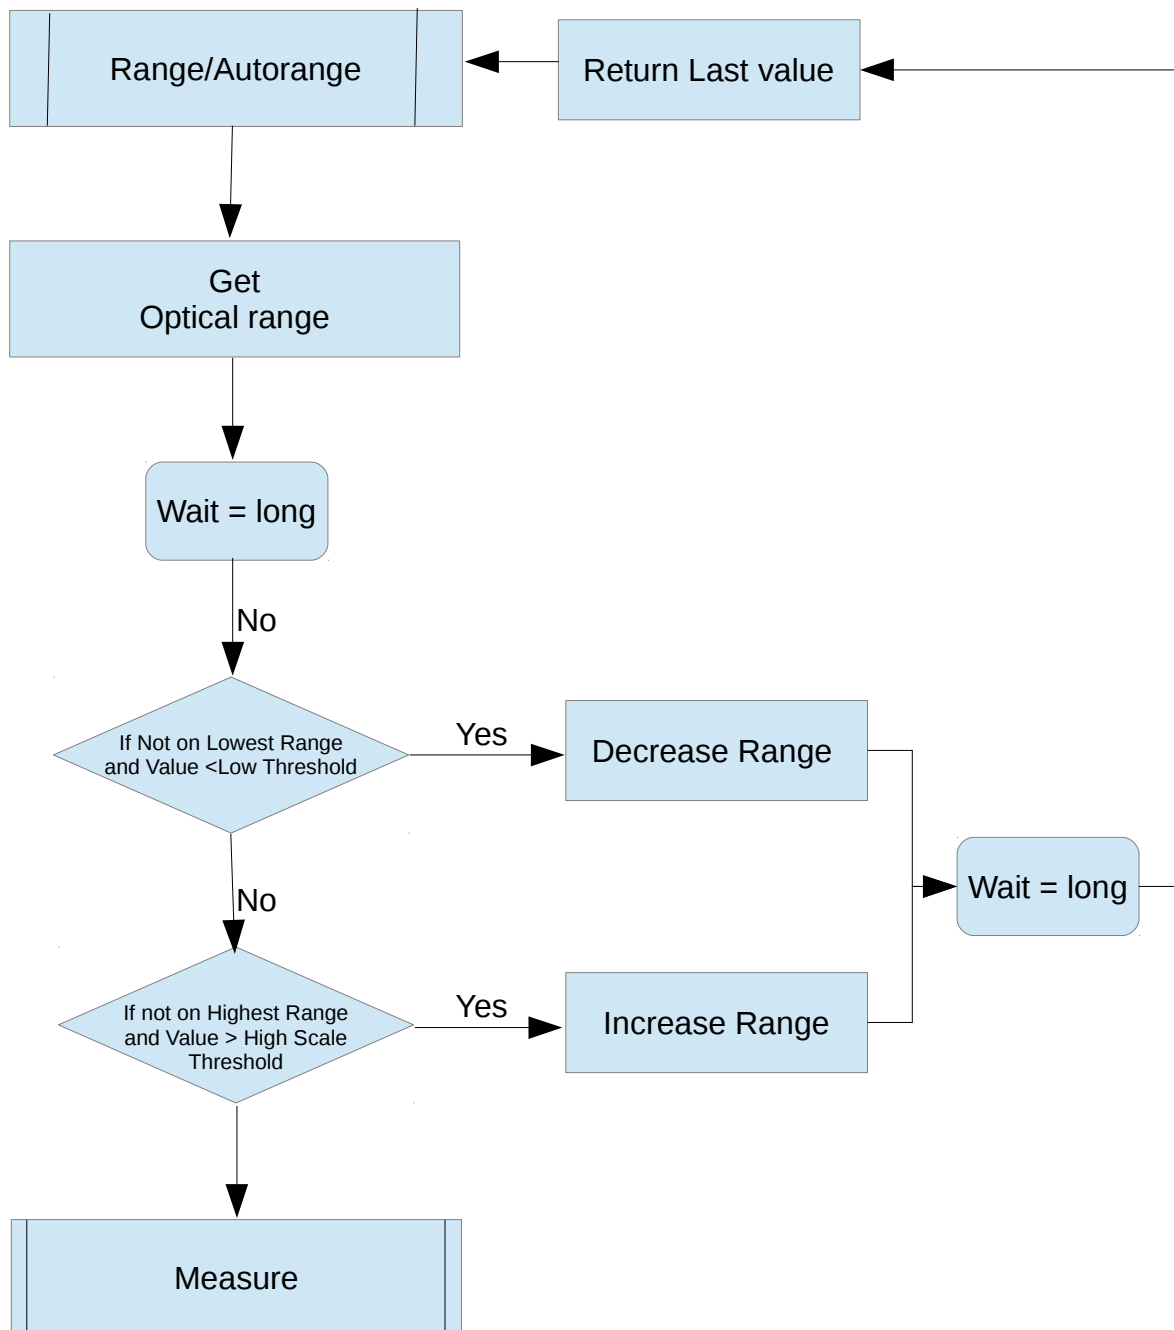 Range/Autorange
Return Last value
Get
Optical range
Wait = long
No
If Not on Lowest Range
and Value <Low Threshold
Yes
Decrease Range
Wait = long
No
If not on Highest Range
and Value > High Scale
Threshold
Yes
Increase Range
Measure